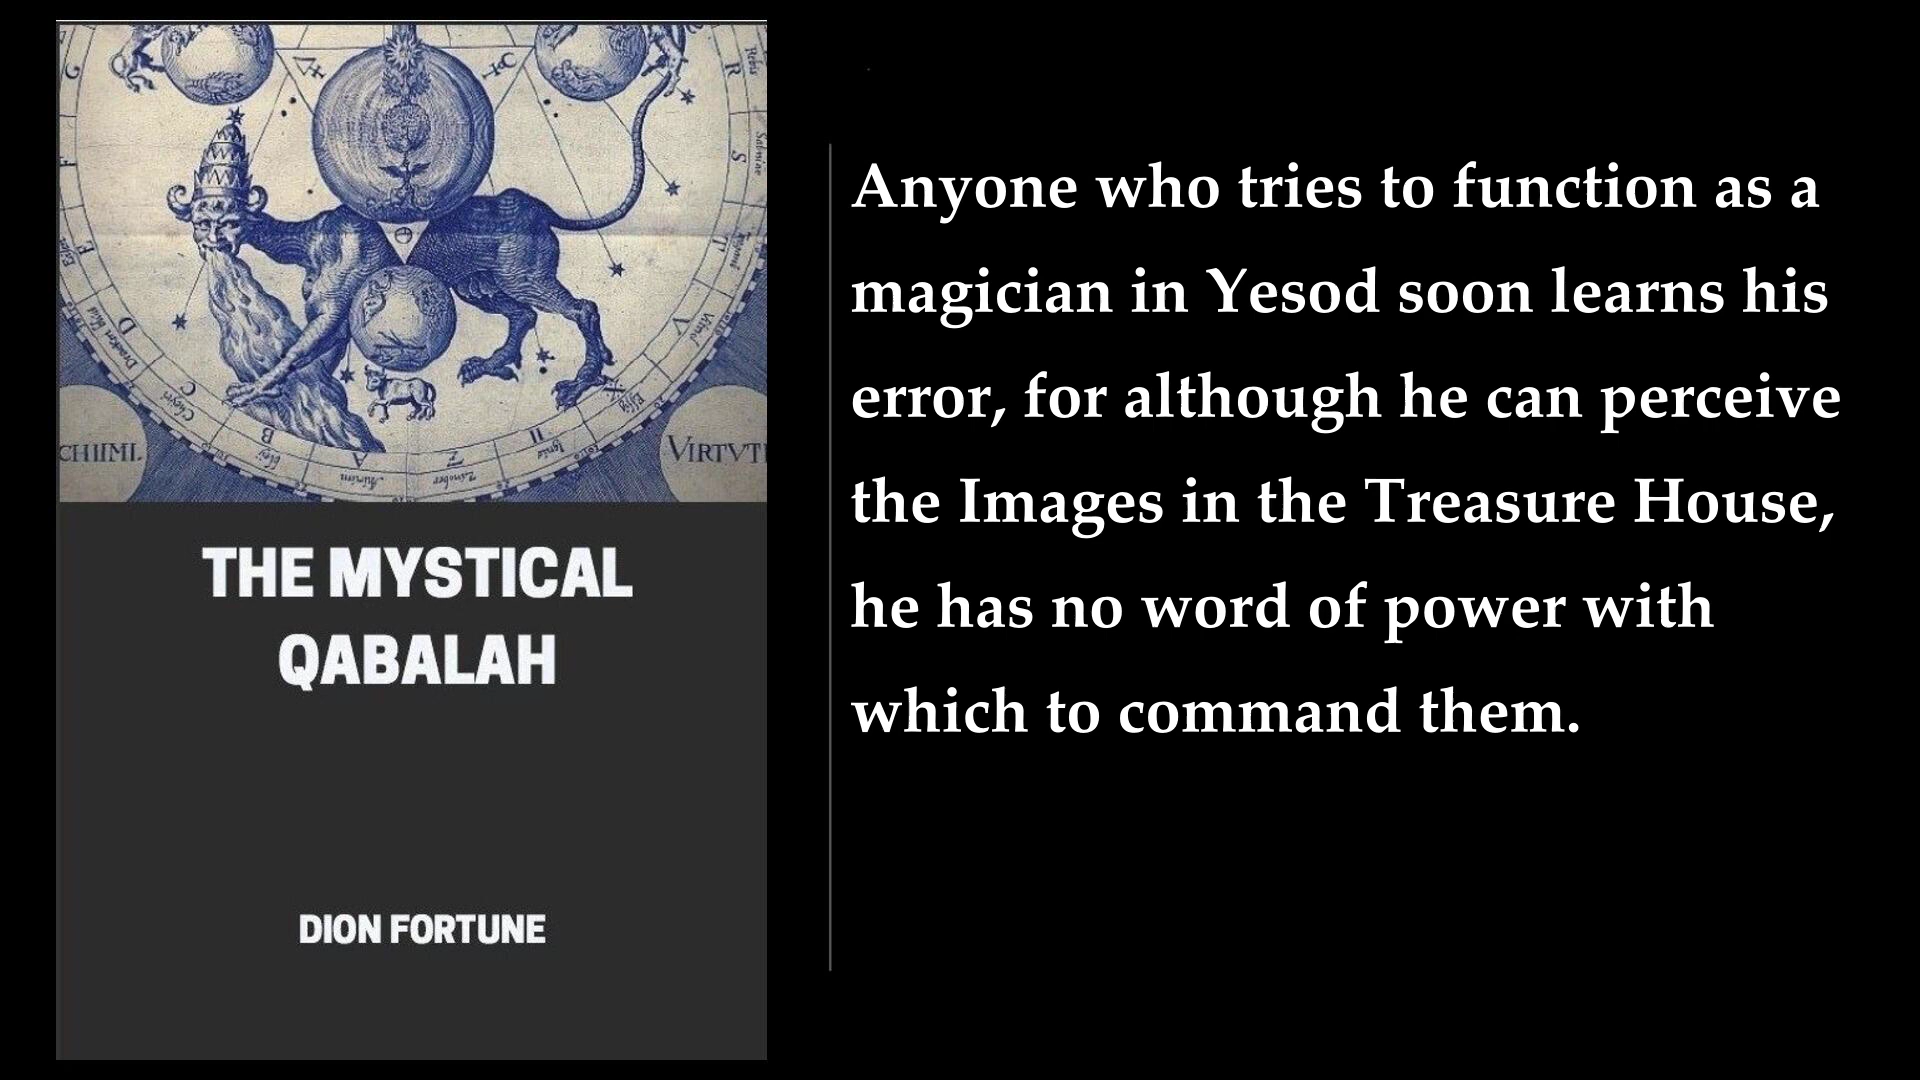 G
F
E
D
C
B
A
Z
R
S
T
V
CHIIMI.
VIRTVTI
THE MYSTICAL
QABALAH
DION FORTUNE
Anyone who tries to function as a
magician in Yesod soon learns his
error, for although he can perceive
the Images in the Treasure House,
he has no word of power with
which to command them.